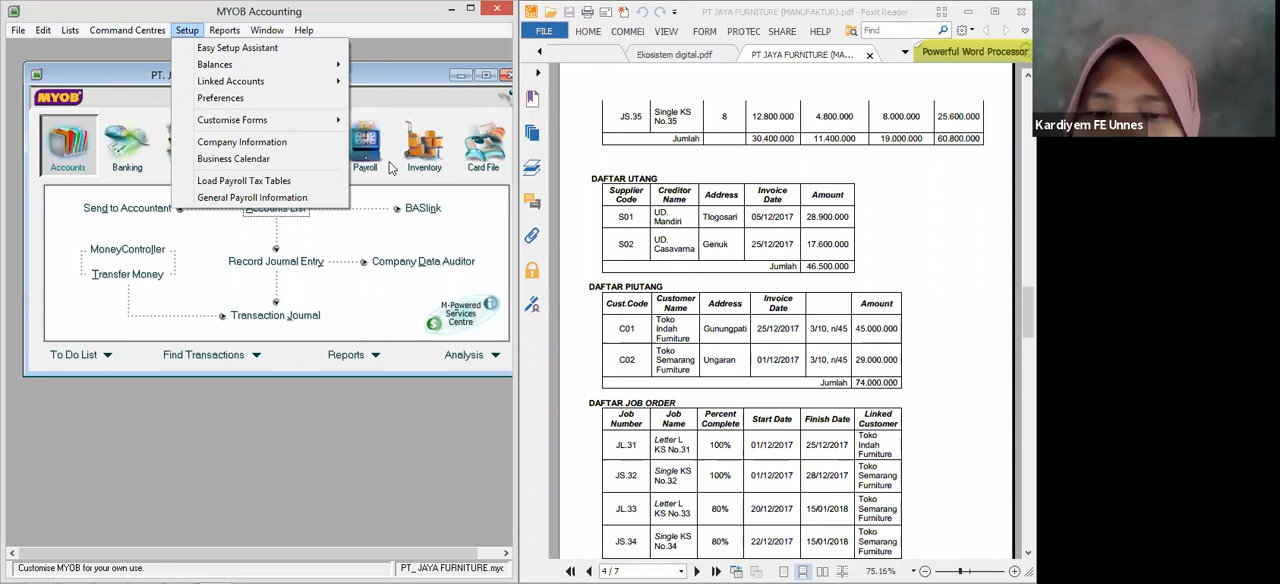 MYOB Accounting
File Edit Lists Command Centres Setup Reports Window Help
Easy Setup Assistant
Balances
Linked Accounts
Preferences
Customise Forms
Company Information
Business Calendar
Load Payroll Tax Tables
General Payroll Information
PT. J
MYOB
Accounts Banking Payroll Inventory Card File
Send to Accountant Accounts List BASlink
MoneyController
Record Journal Entry Company Data Auditor
Transfer Money
M-Powered
Services
Centre
Transaction Journal
To Do List Find Transactions Reports Analysis
Customise MYOB for your own use. PT_ JAYA FURNITURE.myc
PT JAYA FURNITURE (MANUFAKTUR).pdf - Foxit Reader
FILE HOME COMMEI VIEW FORM PROTEC SHARE HELP Find
Ekosistem digital.pdf PT JAYA FURNITURE (MA... Powerful Word Processor
JS.35 Single KS No.35 8 12.800.000 4.800.000 8.000.000 25.600.000
Jumlah 30.400.000 11.400.000 19.000.000 60.800.000
DAFTAR UTANG
Supplier Code Creditor Name Address Invoice Date Amount
S01 UD. Mandiri Tlogosari 05/12/2017 28.900.000
S02 UD. Casavarna Genuk 25/12/2017 17.600.000
Jumlah 46.500.000
DAFTAR PIUTANG
Cust.Code Customer Name Address Invoice Date Amount
C01 Toko Indah Furniture Gunungpati 25/12/2017 3/10, n/45 45.000.000
C02 Toko Semarang Furniture Ungaran 01/12/2017 3/10, n/45 29.000.000
Jumlah 74.000.000
DAFTAR JOB ORDER
Job Number Job Name Percent Complete Start Date Finish Date Linked Customer
JL.31 Letter L KS No.31 100% 01/12/2017 25/12/2017 Toko Indah Furniture
JS.32 Single KS No.32 100% 01/12/2017 28/12/2017 Toko Semarang Furniture
JL.33 Letter L KS No.33 80% 20/12/2017 15/01/2018 Toko Semarang Furniture
JS.34 Single KS No.34 80% 22/12/2017 15/01/2018 Toko Semarang
4 / 7 75.16%
Kardiyem FE Unnes